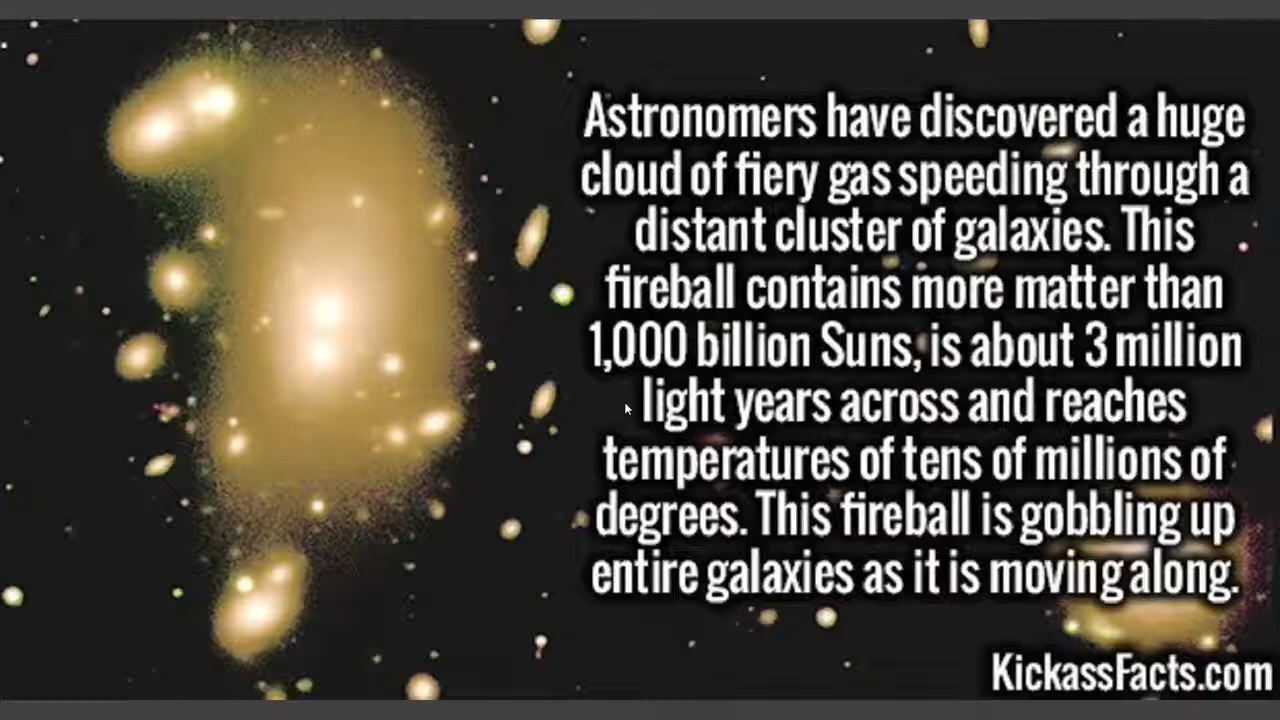 Astronomers have discovered a huge
cloud of fiery gas speeding through a
distant cluster of galaxies. This
fireball contains more matter than
1,000 billion Suns, is about 3 million
light years across and reaches
temperatures of tens of millions of
degrees. This fireball is gobbling up
entire galaxies as it is moving along.
KickassFacts.com